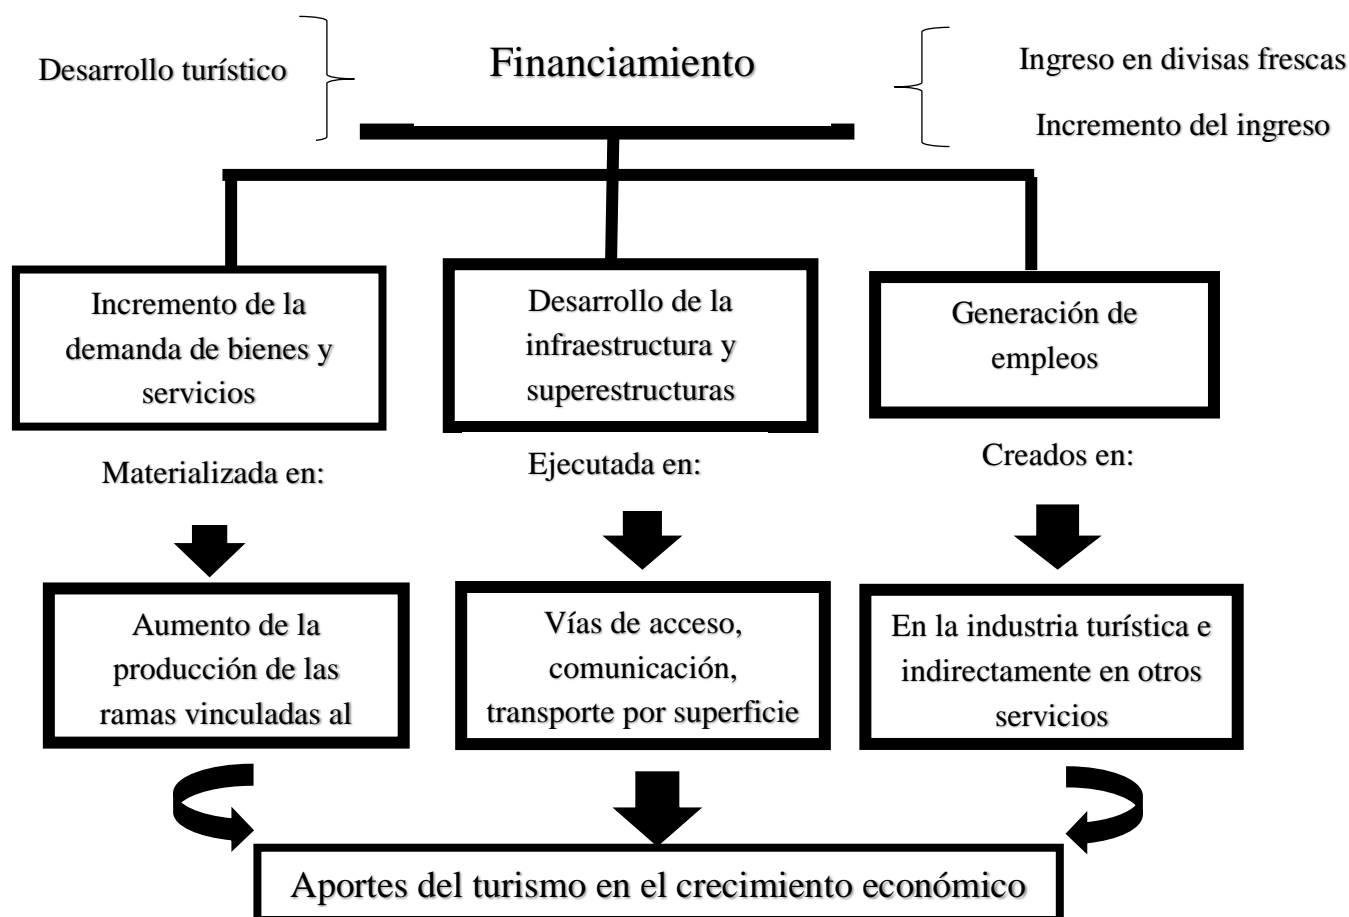 Desarrollo turístico
Financiamiento
Ingreso en divisas frescas
Incremento del ingreso
Incremento de la
demanda de bienes y
servicios
Desarrollo de la
infraestructura y
superestructuras
Generación de
empleos
Materializada en:
Ejecutada en:
Creados en:
Aumento de la
producción de las
ramas vinculadas al
Vías de acceso,
comunicación,
transporte por superficie
En la industria turística e
indirectamente en otros
servicios
Aportes del turismo en el crecimiento económico